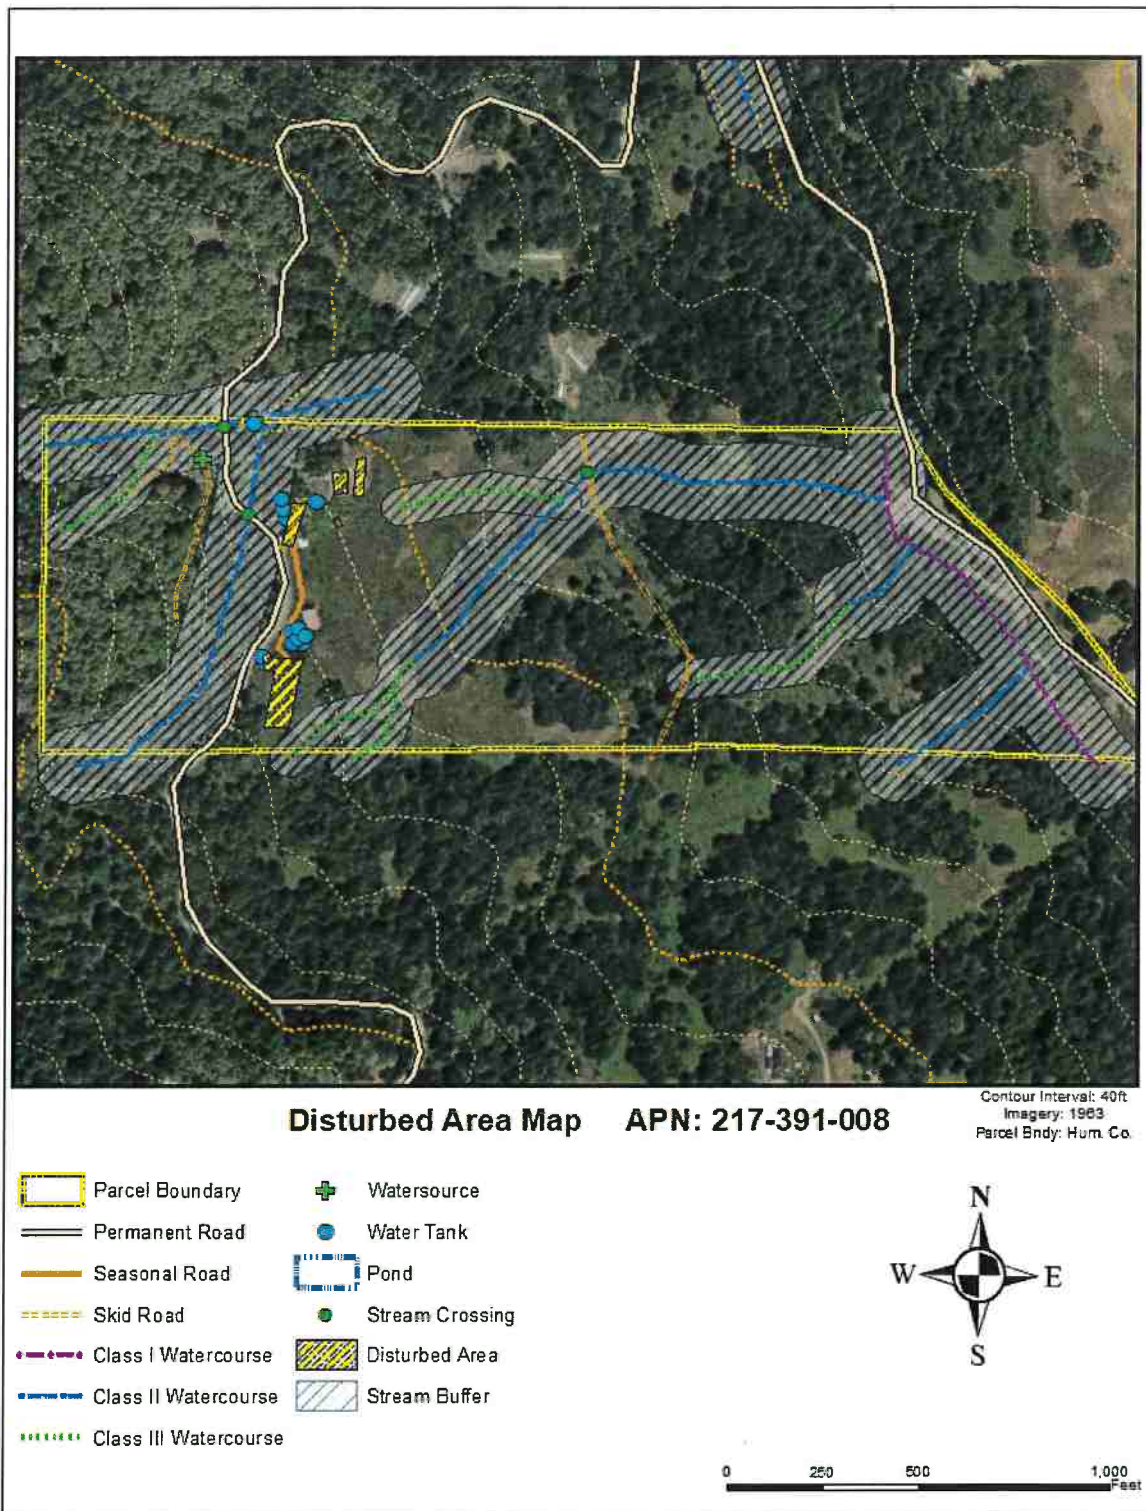 Disturbed Area Map APN: 217-391-008
Contour Interval: 40ft
Imagery: 1983
Parcel Bndy: Hum. Co.
Parcel Boundary
Permanent Road
Seasonal Road
Skid Road
Class I Watercourse
Class II Watercourse
Class III Watercourse
Watersource
Water Tank
Pond
Stream Crossing
Disturbed Area
Stream Buffer
N
W E
S
0 250 500 1,000
Feet